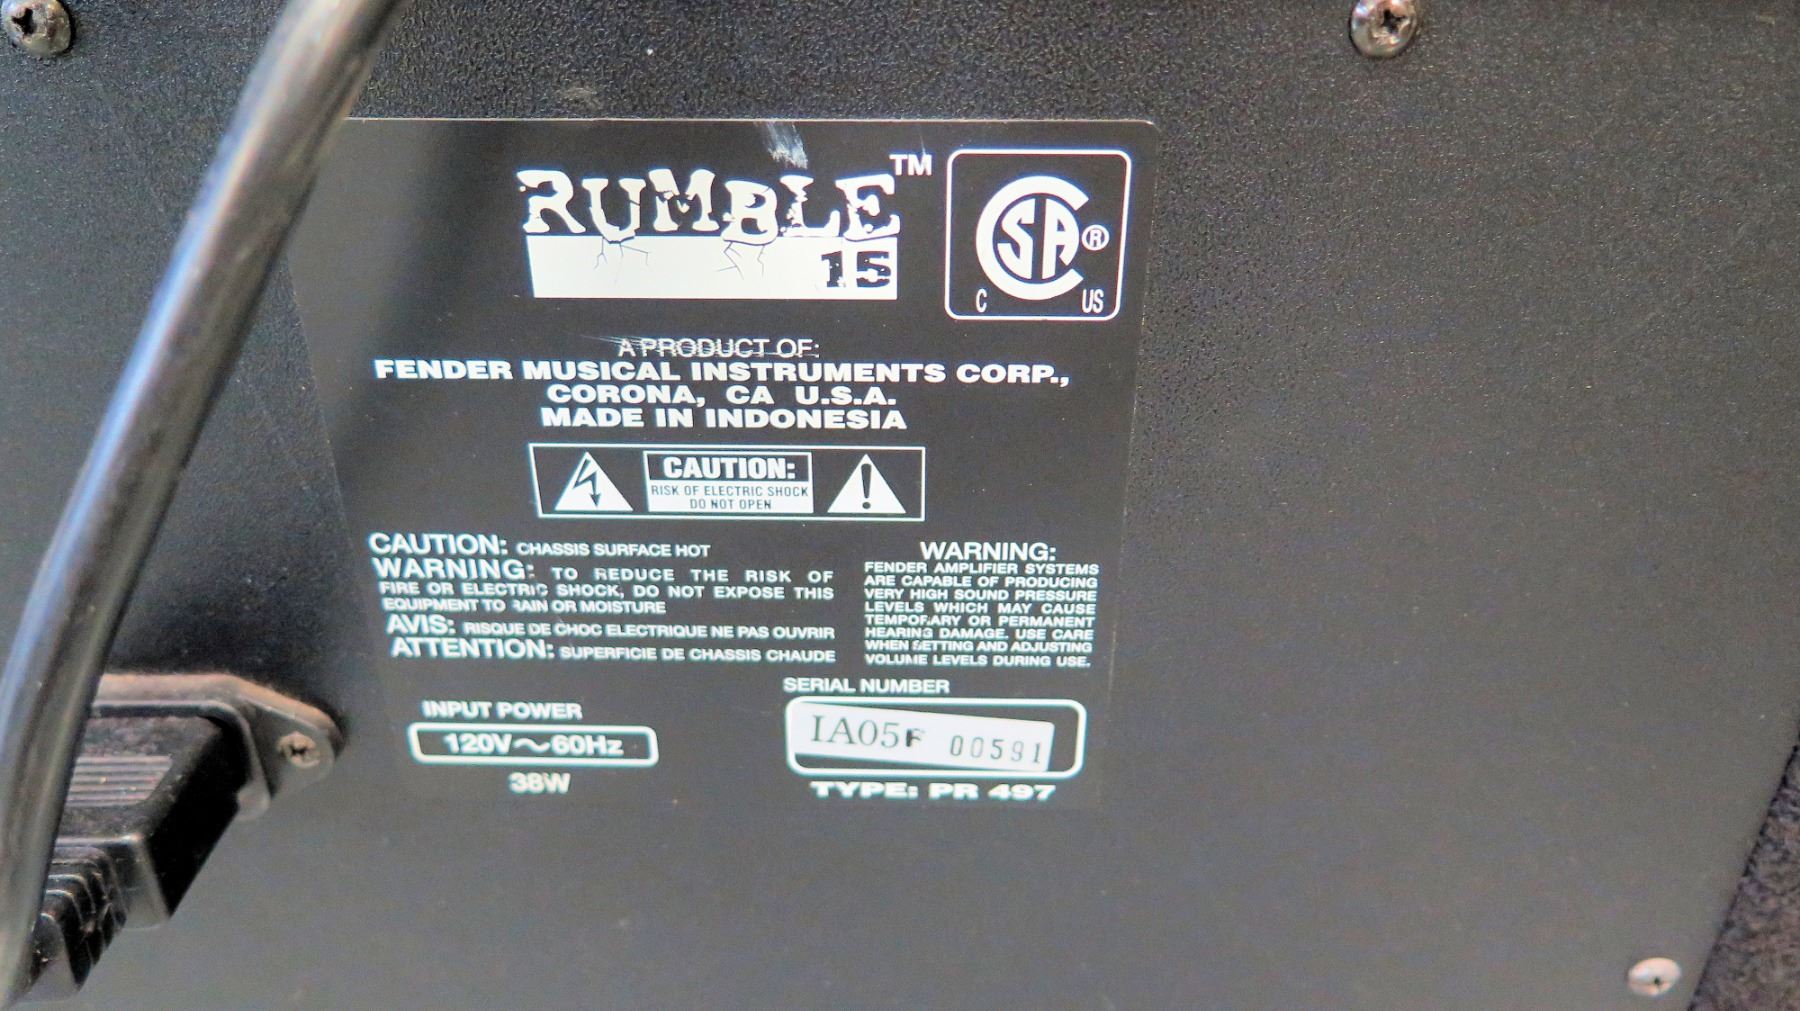 RUMBLE™
15
CSA®
C US
A PRODUCT OF:
FENDER MUSICAL INSTRUMENTS CORP.,
CORONA, CA U.S.A.
MADE IN INDONESIA
CAUTION:
RISK OF ELECTRIC SHOCK
DO NOT OPEN
CAUTION: CHASSIS SURFACE HOT
WARNING: TO REDUCE THE RISK OF
FIRE OR ELECTRIC SHOCK, DO NOT EXPOSE THIS
EQUIPMENT TO RAIN OR MOISTURE
AVIS: RISQUE DE CHOC ELECTRIQUE NE PAS OUVRIR
ATTENTION: SUPERFICIE DE CHASSIS CHAUDE
WARNING:
FENDER AMPLIFIER SYSTEMS
ARE CAPABLE OF PRODUCING
VERY HIGH SOUND PRESSURE
LEVELS WHICH MAY CAUSE
TEMPORARY OR PERMANENT
HEARING DAMAGE. USE CARE
WHEN SETTING AND ADJUSTING
VOLUME LEVELS DURING USE.
INPUT POWER
120V~60Hz
38W
SERIAL NUMBER
IA05F 00591
TYPE: PR 497